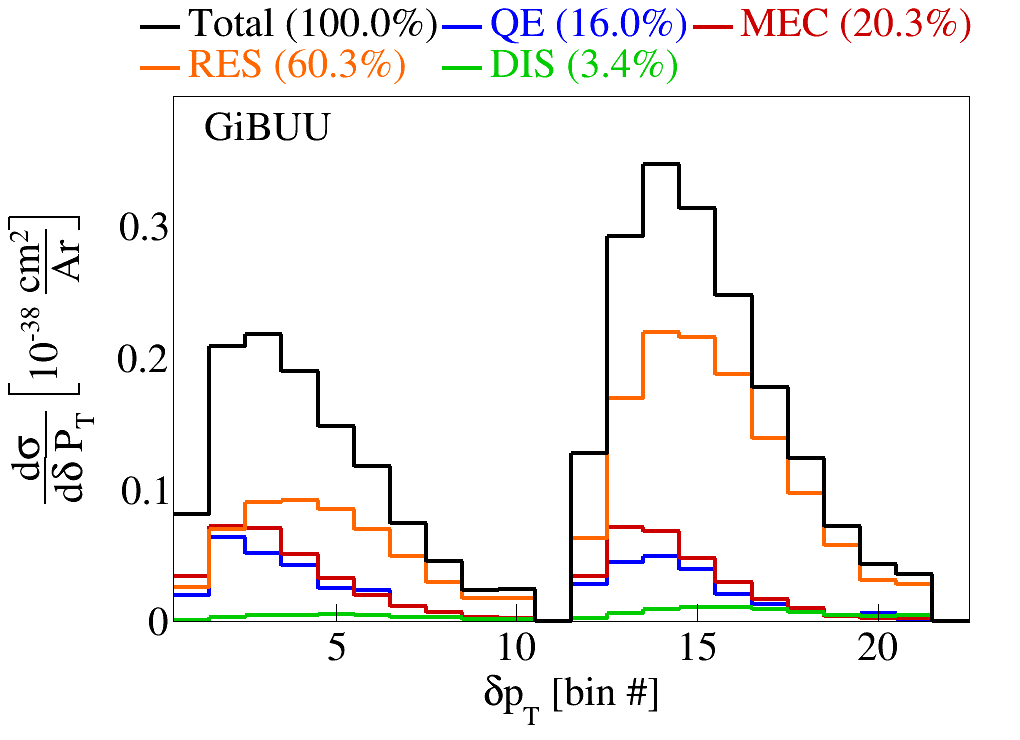 Total (100.0%) QE (16.0%) MEC (20.3%)
RES (60.3%) DIS (3.4%)
GiBUU
dσ/dδ P_T [10^-38 cm²/Ar]
0.3
0.2
0.1
0
5 10 15 20
δp_T [bin #]